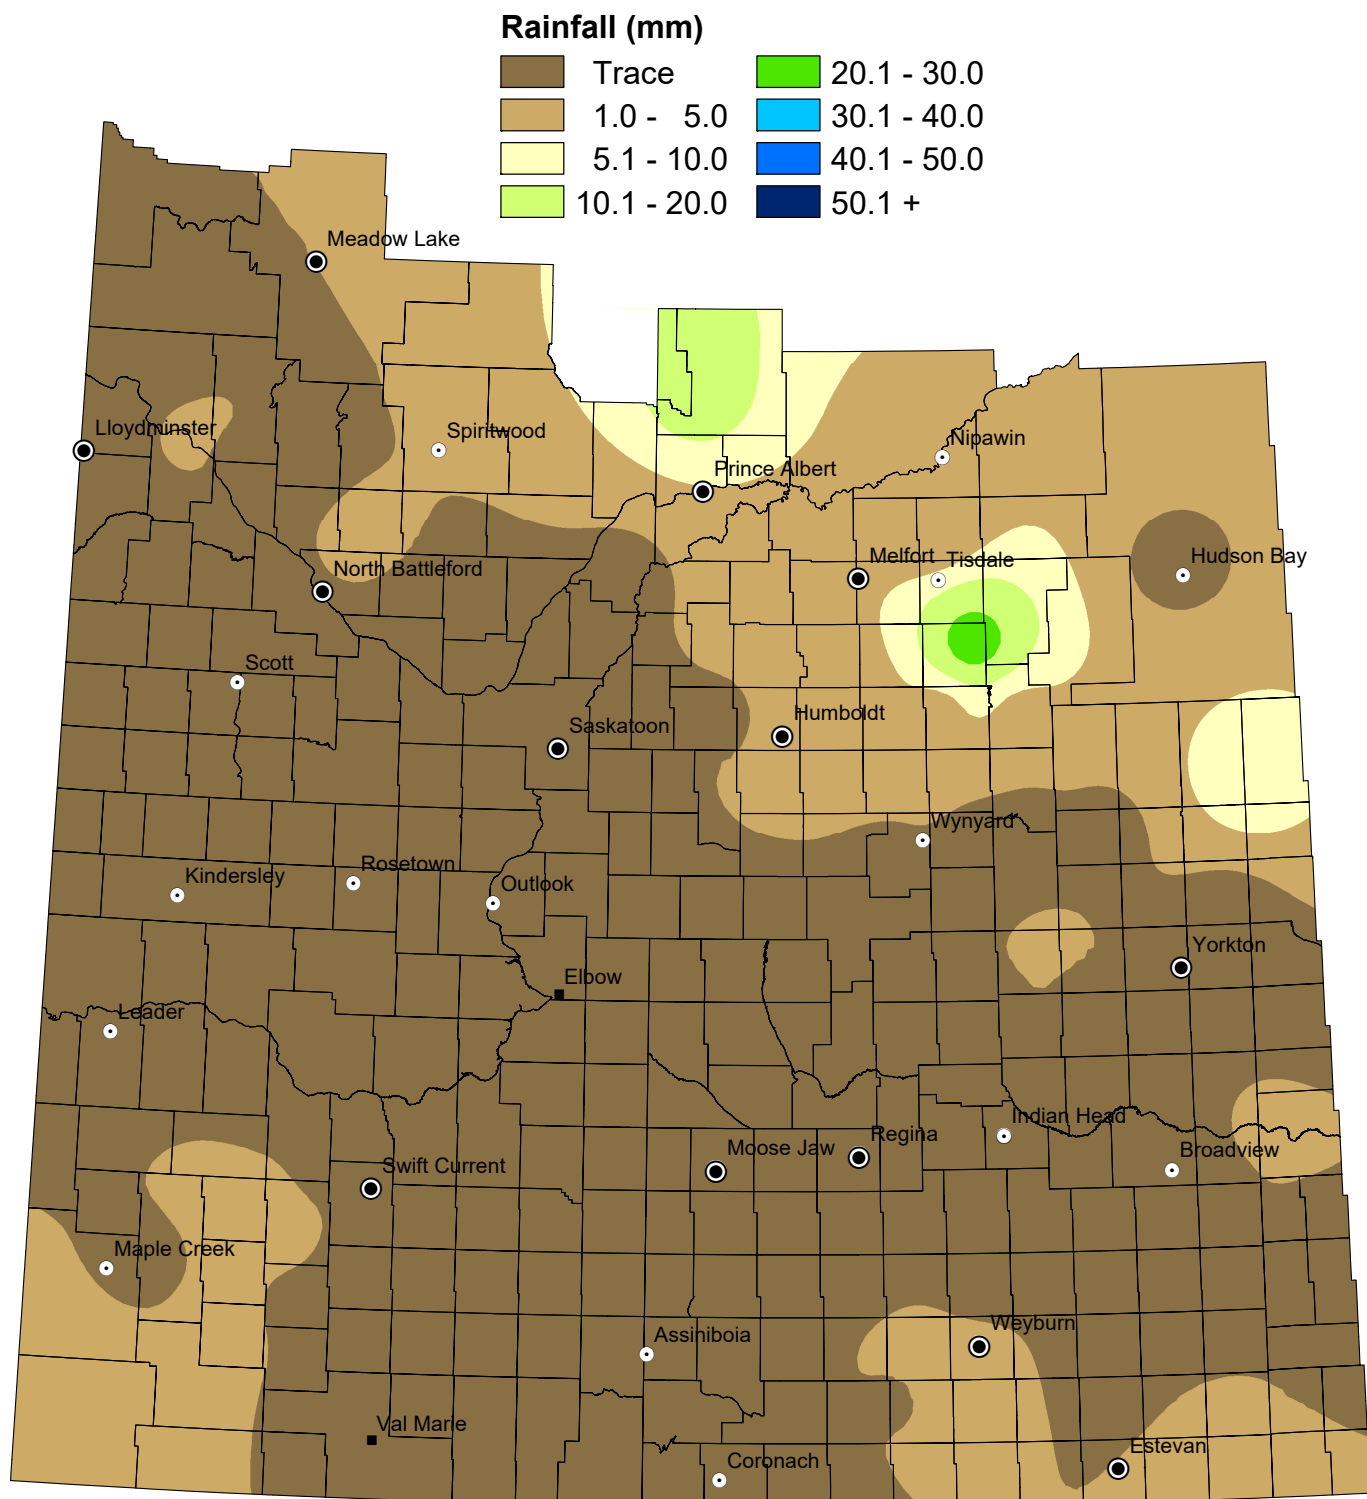 Rainfall (mm)
Trace
1.0 - 5.0
5.1 - 10.0
10.1 - 20.0
20.1 - 30.0
30.1 - 40.0
40.1 - 50.0
50.1 +
Meadow Lake
Lloydminster
Spiritwood
Nipawin
Prince Albert
North Battleford
Melfort
Tisdale
Hudson Bay
Scott
Saskatoon
Humboldt
Wynyard
Kindersley
Rosetown
Outlook
Yorkton
Elbow
Leader
Indian Head
Moose Jaw
Regina
Broadview
Swift Current
Maple Creek
Assiniboia
Weyburn
Val Marie
Coronach
Estevan